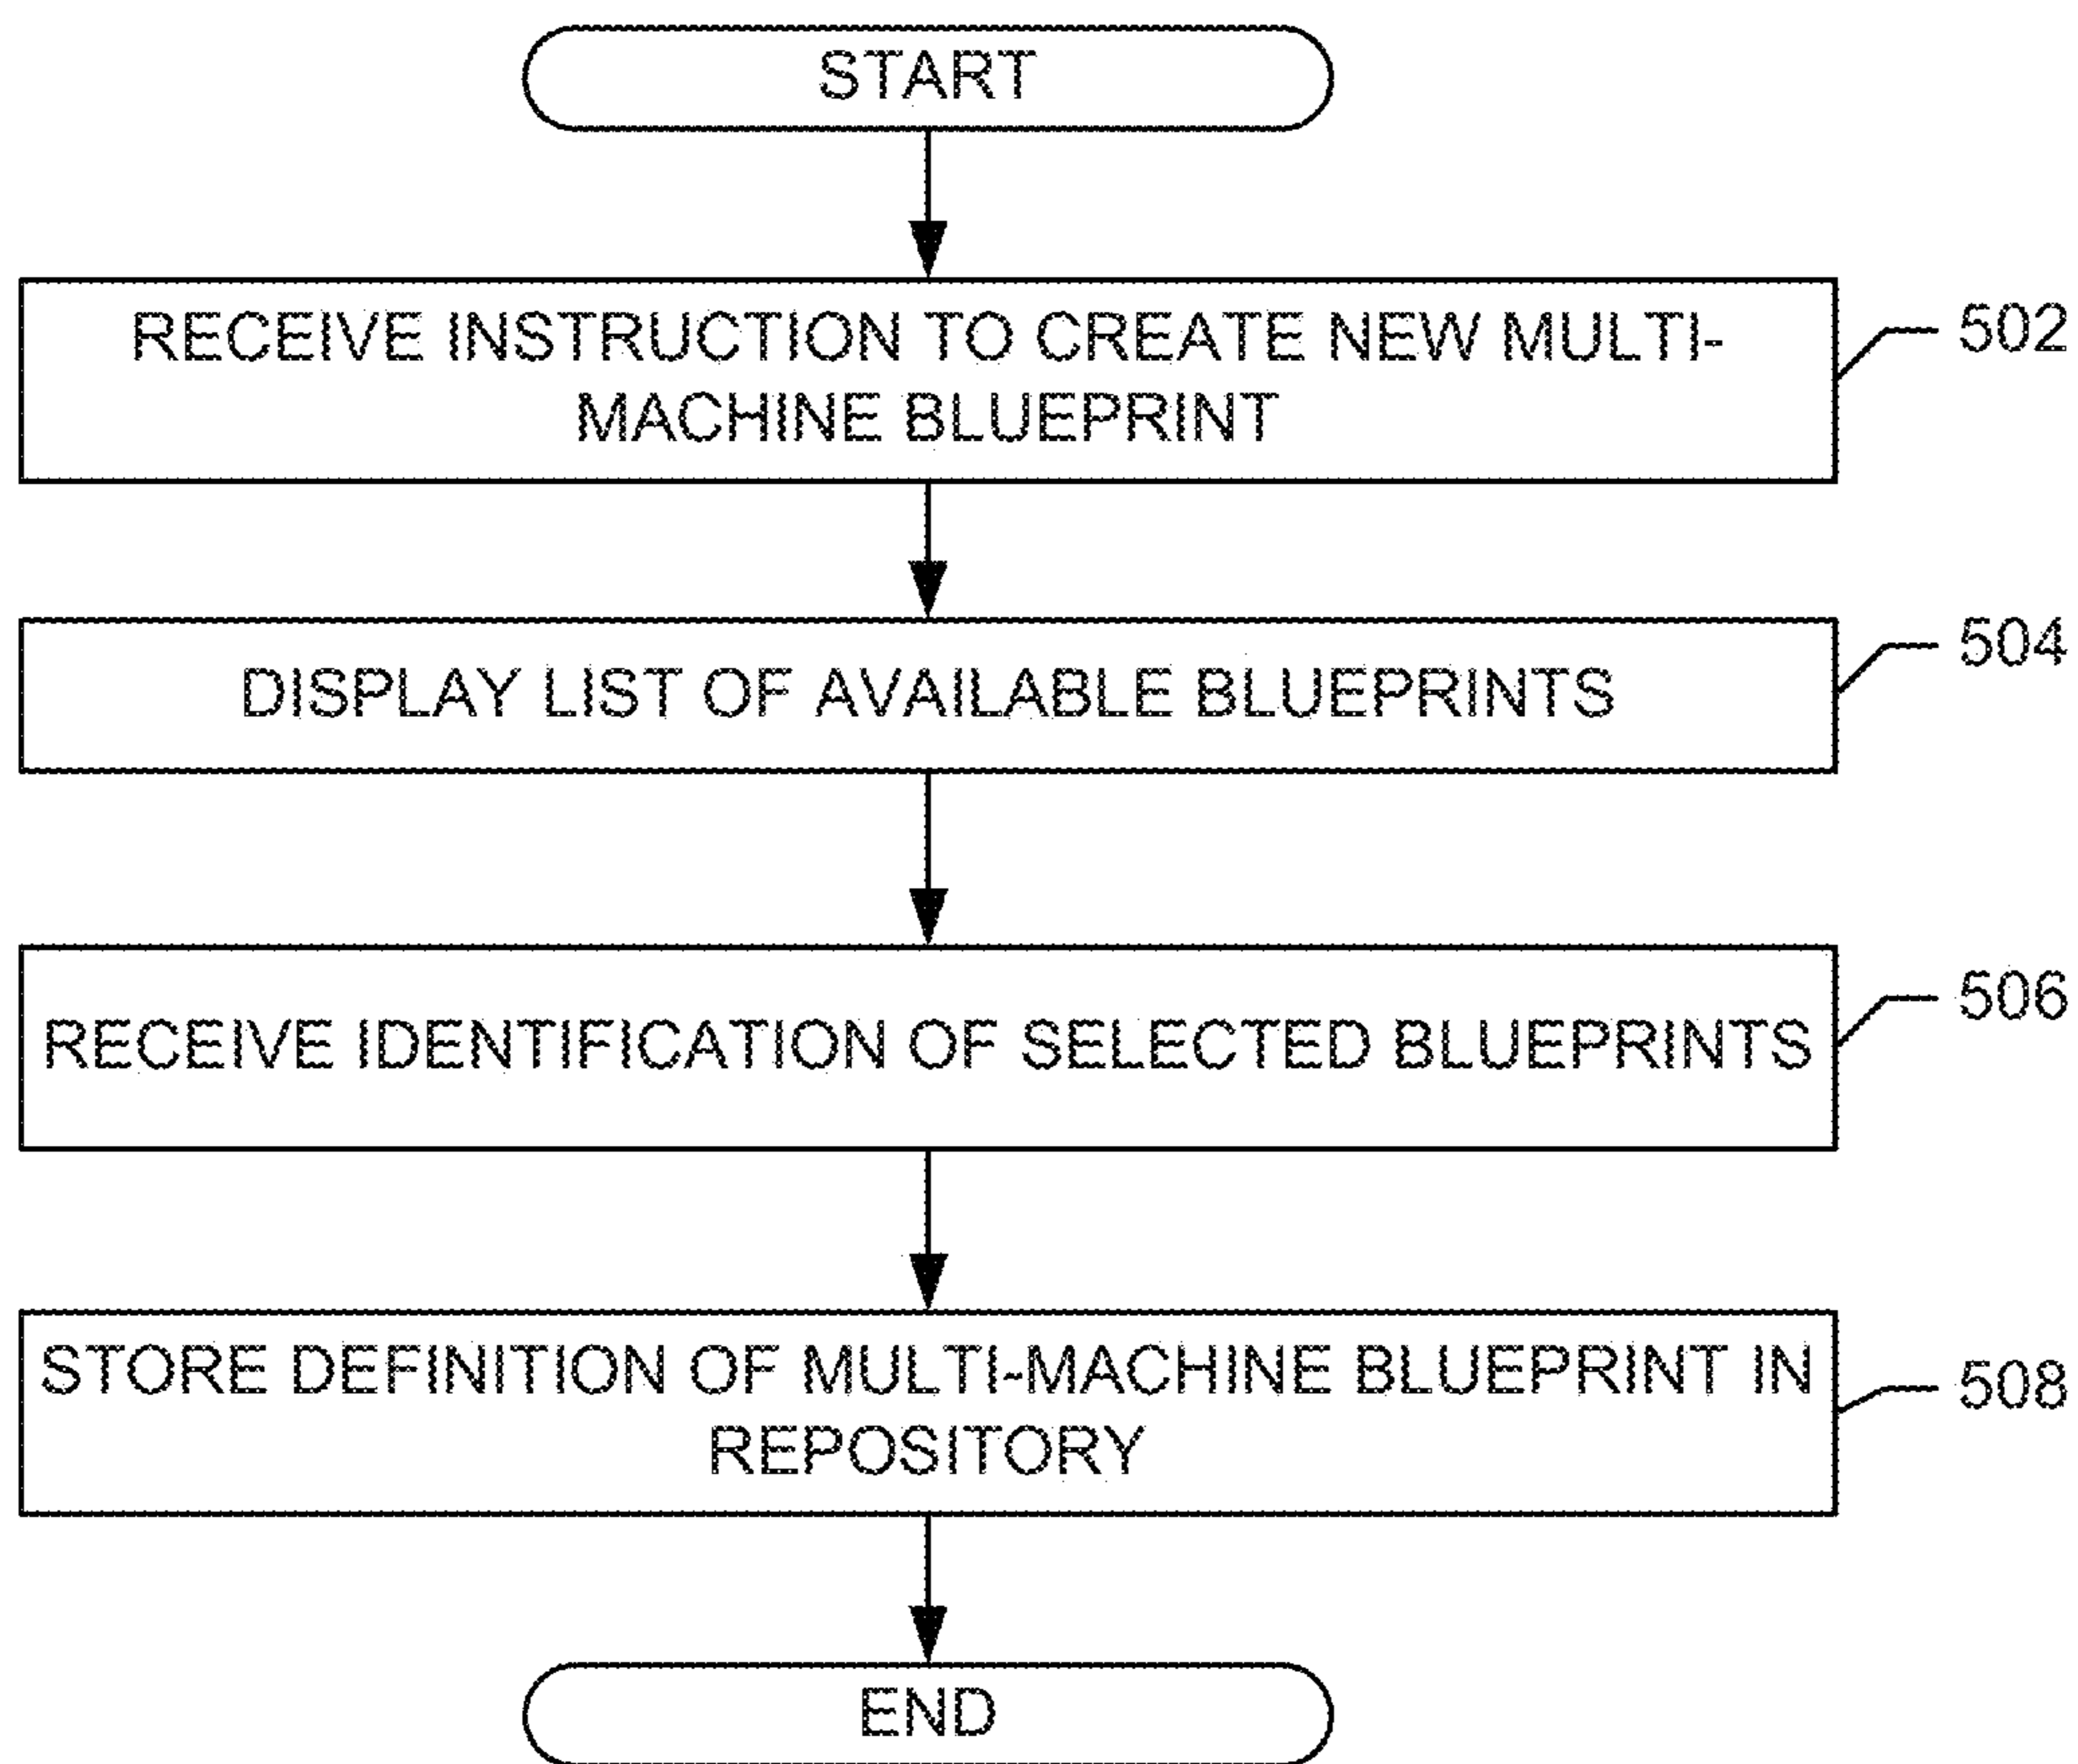 START
RECEIVE INSTRUCTION TO CREATE NEW MULTI-
MACHINE BLUEPRINT
502
DISPLAY LIST OF AVAILABLE BLUEPRINTS
504
RECEIVE IDENTIFICATION OF SELECTED BLUEPRINTS
506
STORE DEFINITION OF MULTI-MACHINE BLUEPRINT IN
REPOSITORY
508
END